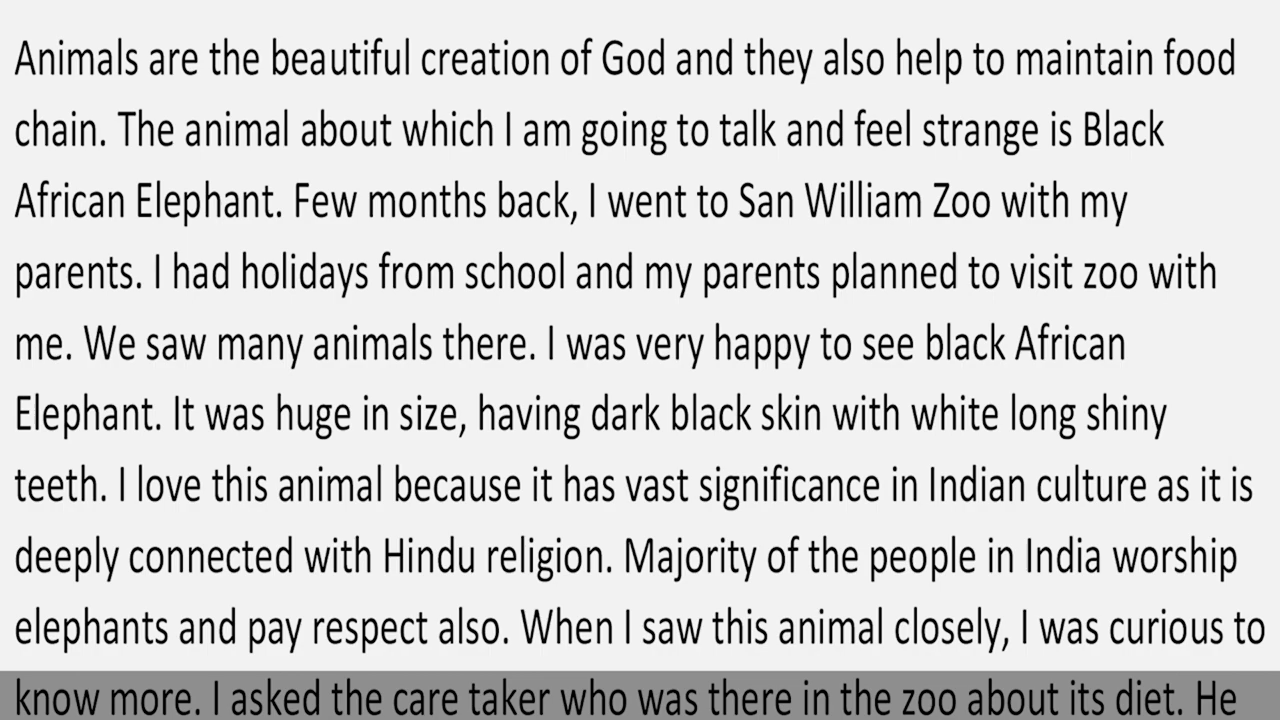 Animals are the beautiful creation of God and they also help to maintain food
chain. The animal about which I am going to talk and feel strange is Black
African Elephant. Few months back, I went to San William Zoo with my
parents. I had holidays from school and my parents planned to visit zoo with
me. We saw many animals there. I was very happy to see black African
Elephant. It was huge in size, having dark black skin with white long shiny
teeth. I love this animal because it has vast significance in Indian culture as it is
deeply connected with Hindu religion. Majority of the people in India worship
elephants and pay respect also. When I saw this animal closely, I was curious to
know more. I asked the care taker who was there in the zoo about its diet. He